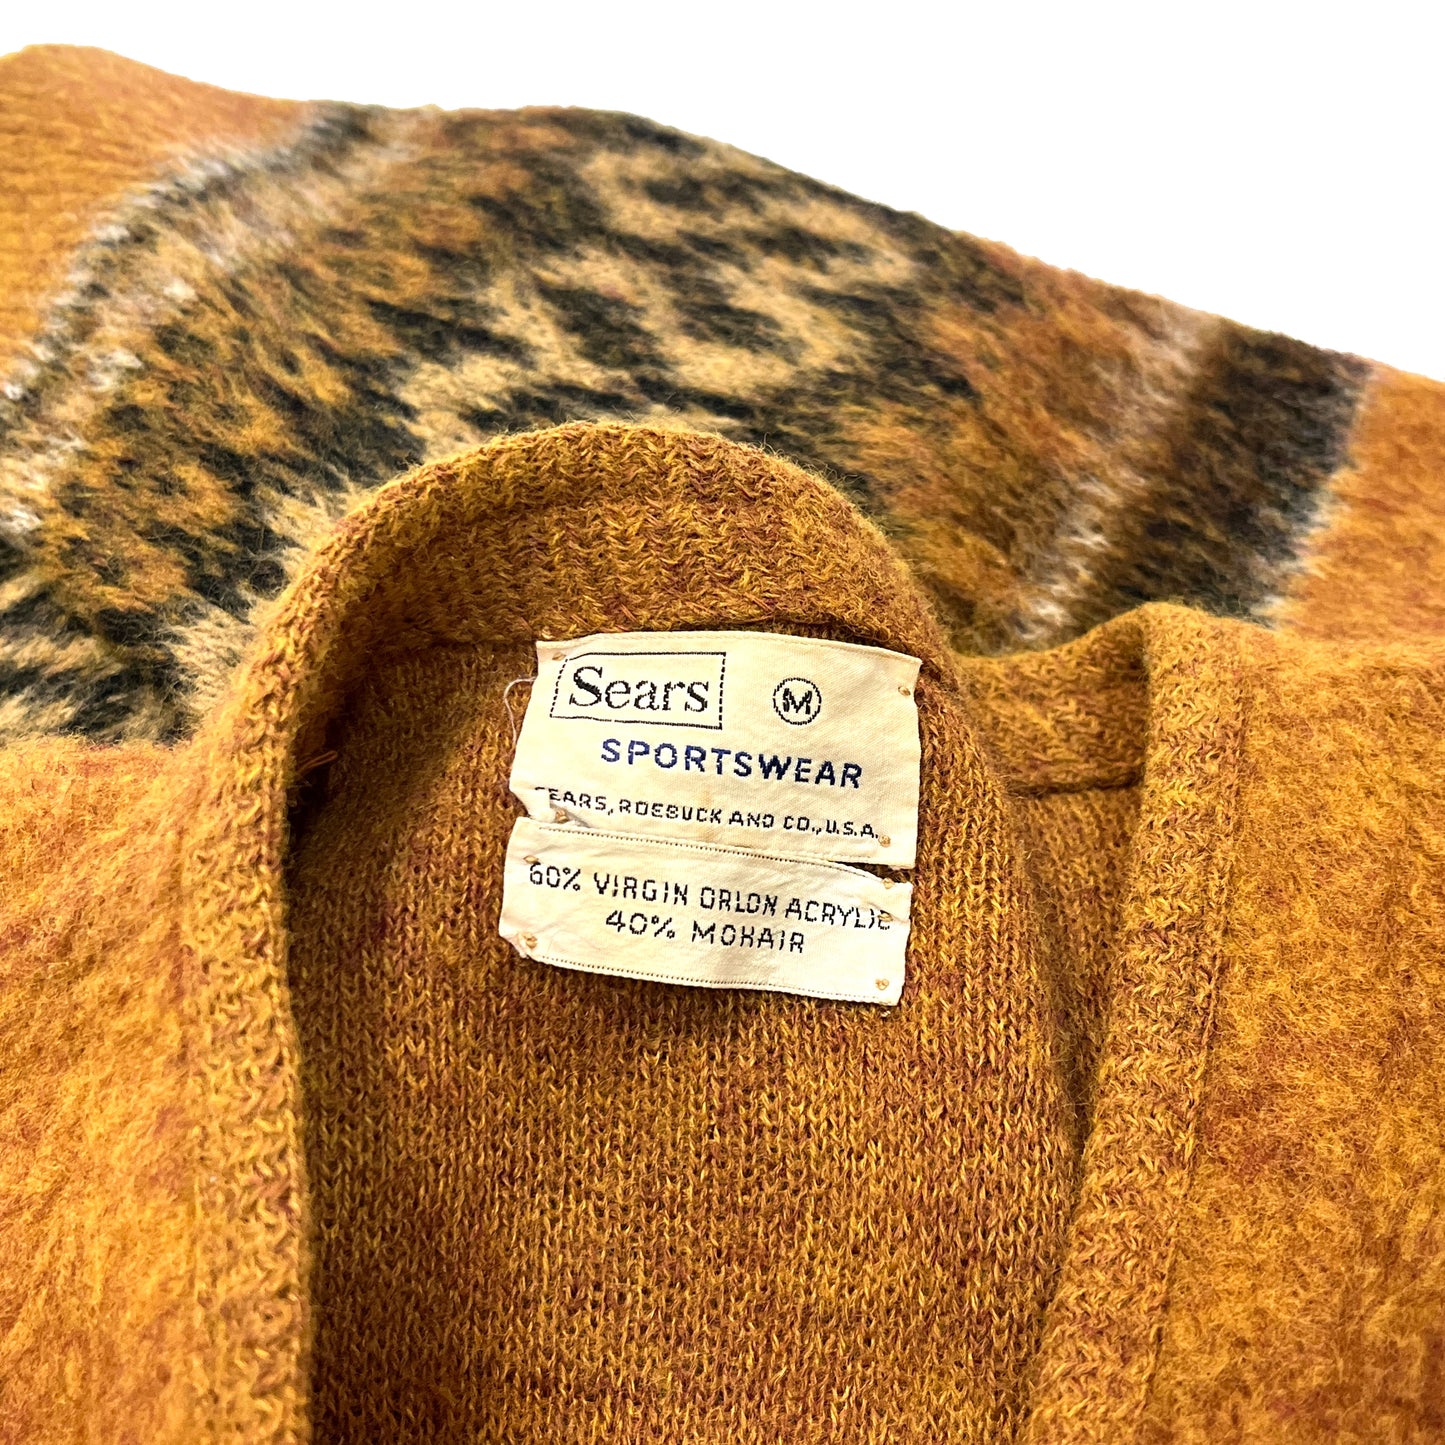 Sears M
SPORTSWEAR
SEARS, ROEBUCK AND CO., U.S.A.
60% VIRGIN ORLON ACRYLIC
40% MOHAIR